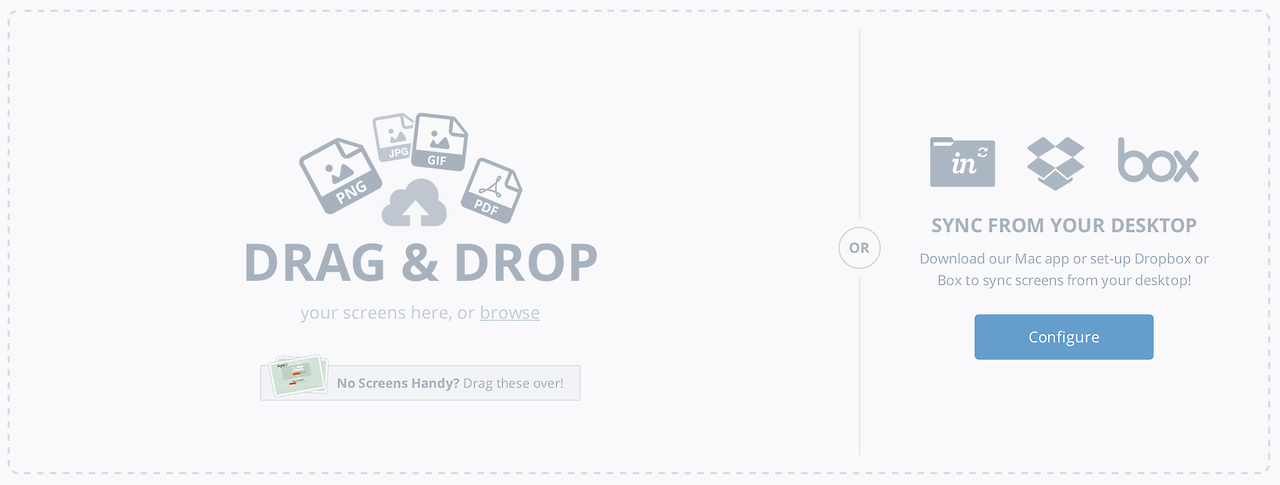 PNG
JPG
GIF
PDF
DRAG & DROP
your screens here, or browse
No Screens Handy? Drag these over!
OR
in
box
SYNC FROM YOUR DESKTOP
Download our Mac app or set-up Dropbox or
Box to sync screens from your desktop!
Configure